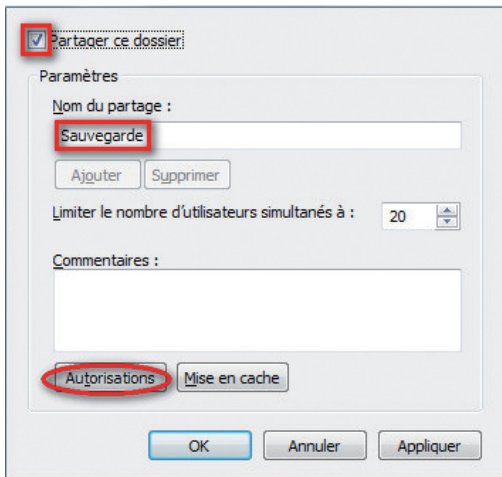 Partager ce dossier
Paramètres
Nom du partage :
Sauvegarde
Ajouter Supprimer
Limiter le nombre d'utilisateurs simultanés à : 20
Commentaires :
Autorisations Mise en cache
OK Annuler Appliquer